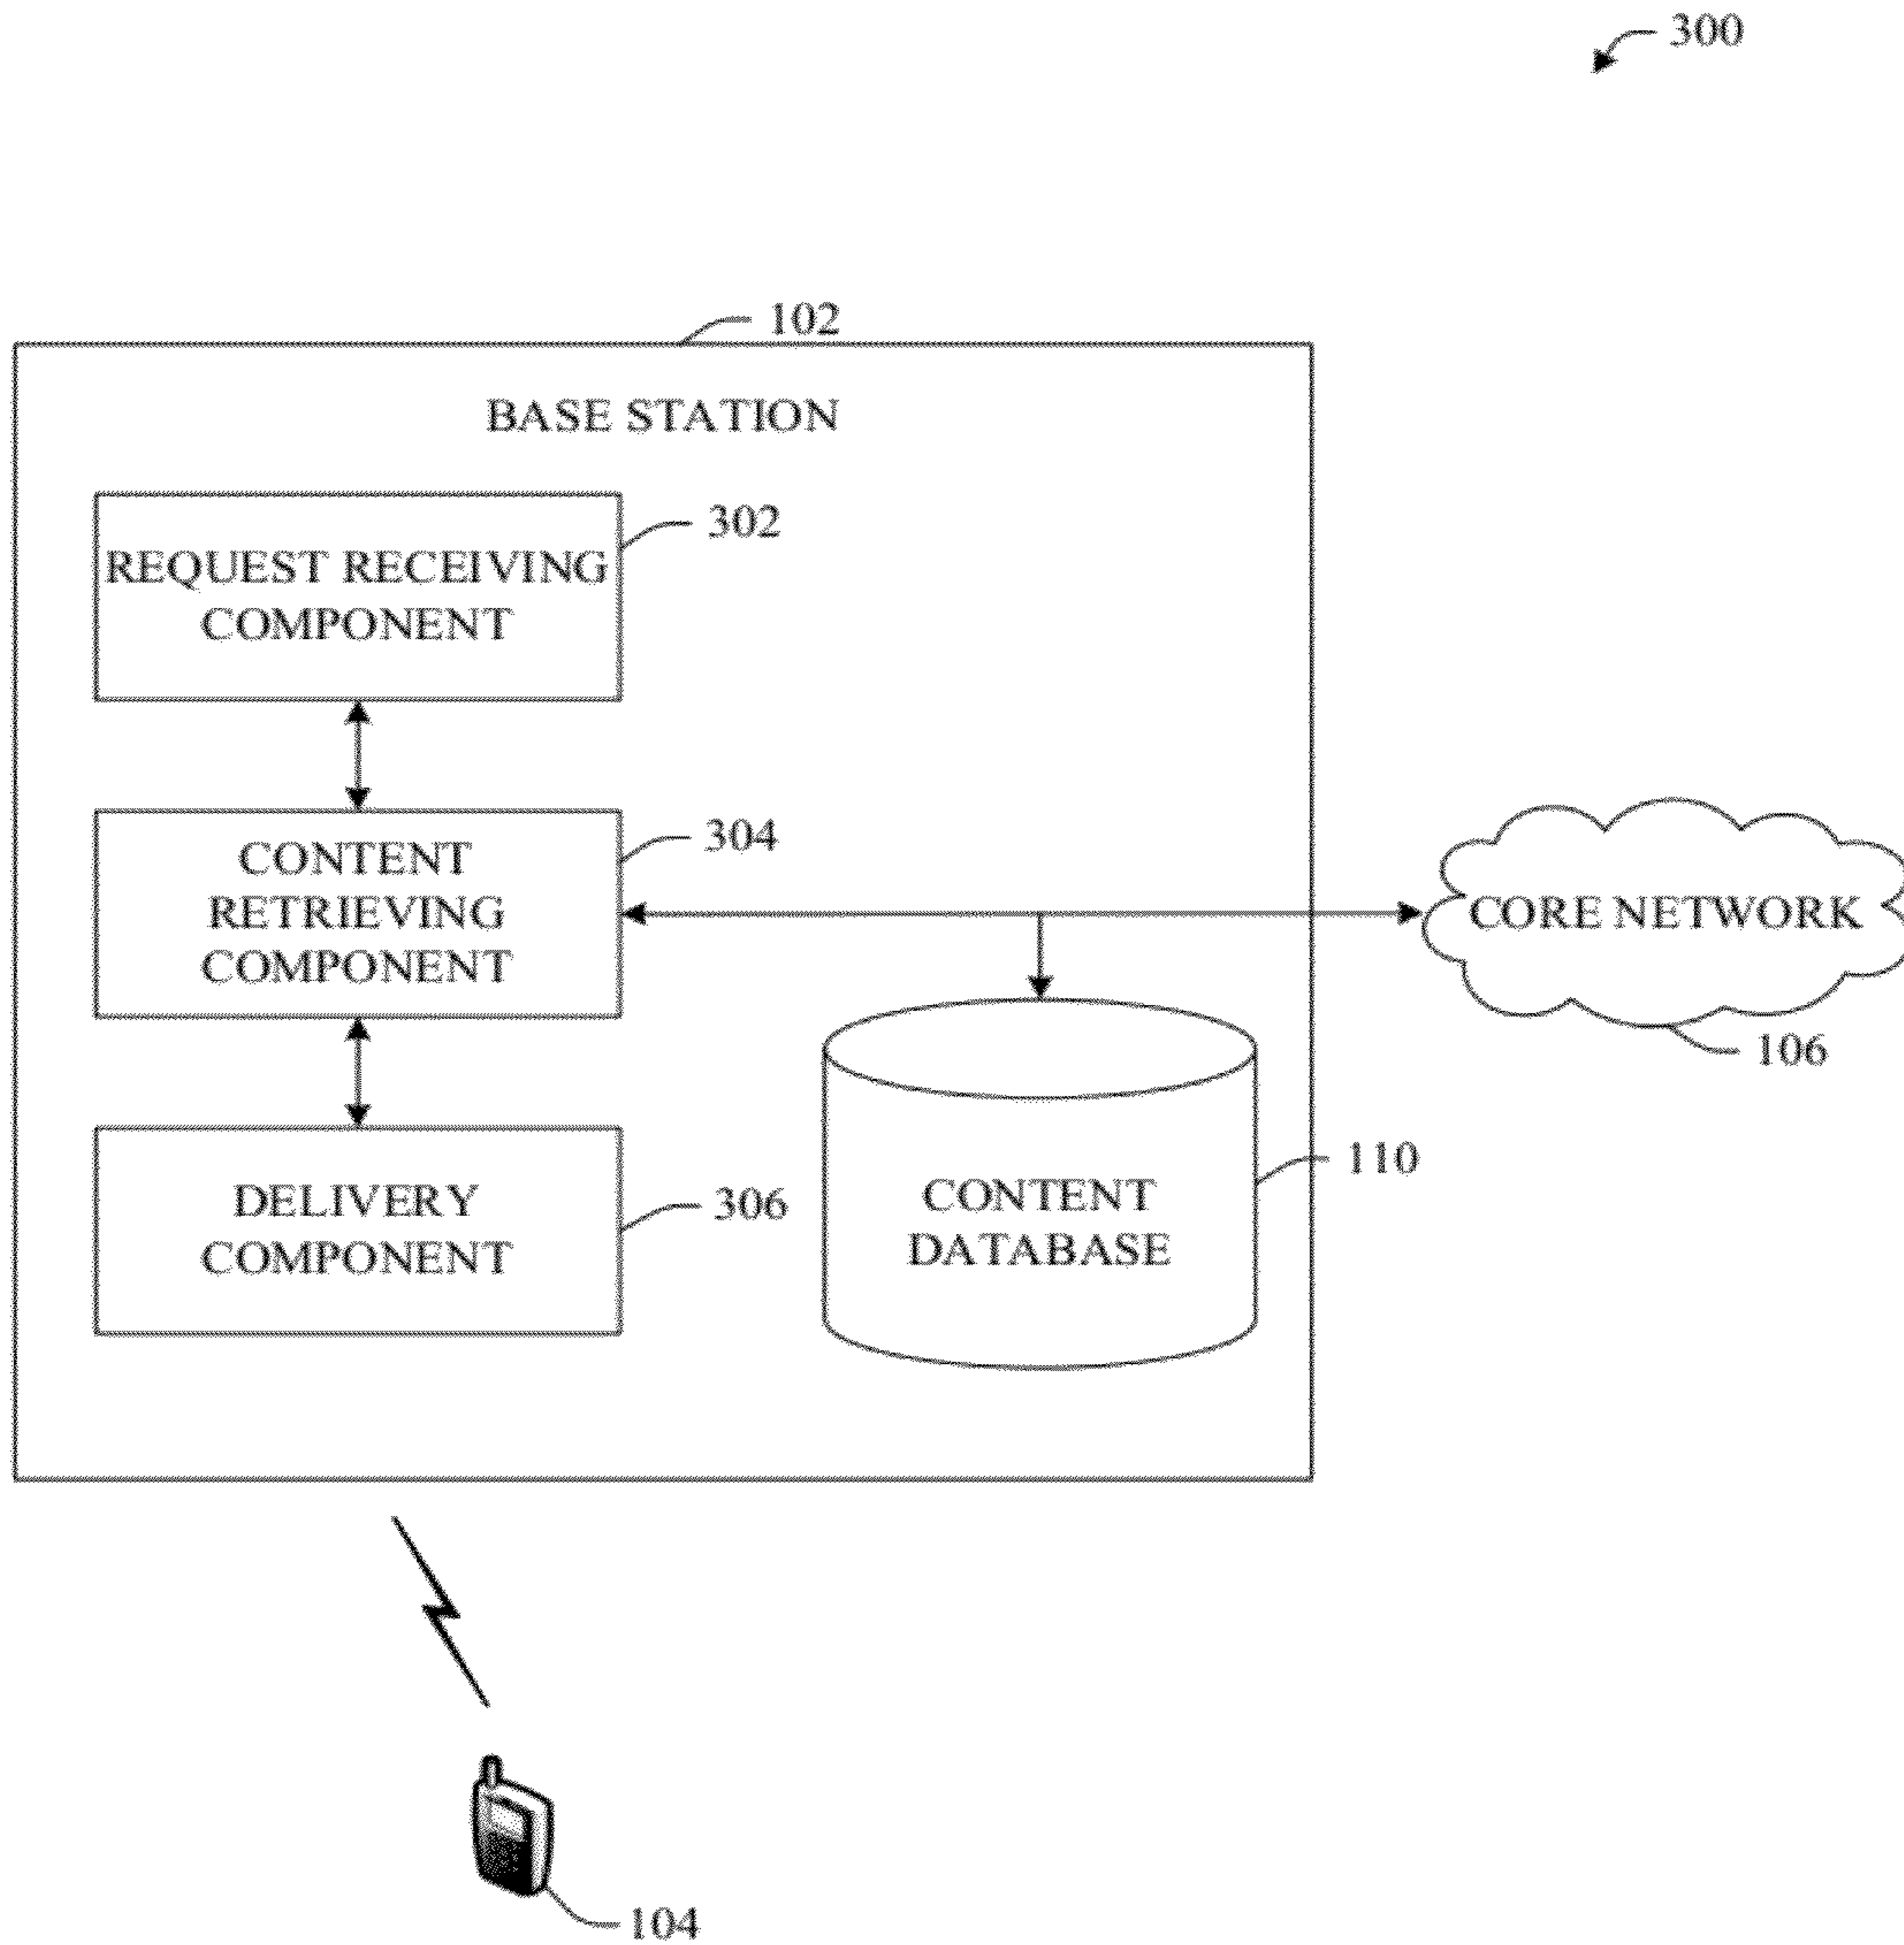 300
102
BASE STATION
302
REQUEST RECEIVING
COMPONENT
304
CONTENT
RETRIEVING
COMPONENT
CORE NETWORK
106
110
DELIVERY
COMPONENT
306
CONTENT
DATABASE
104